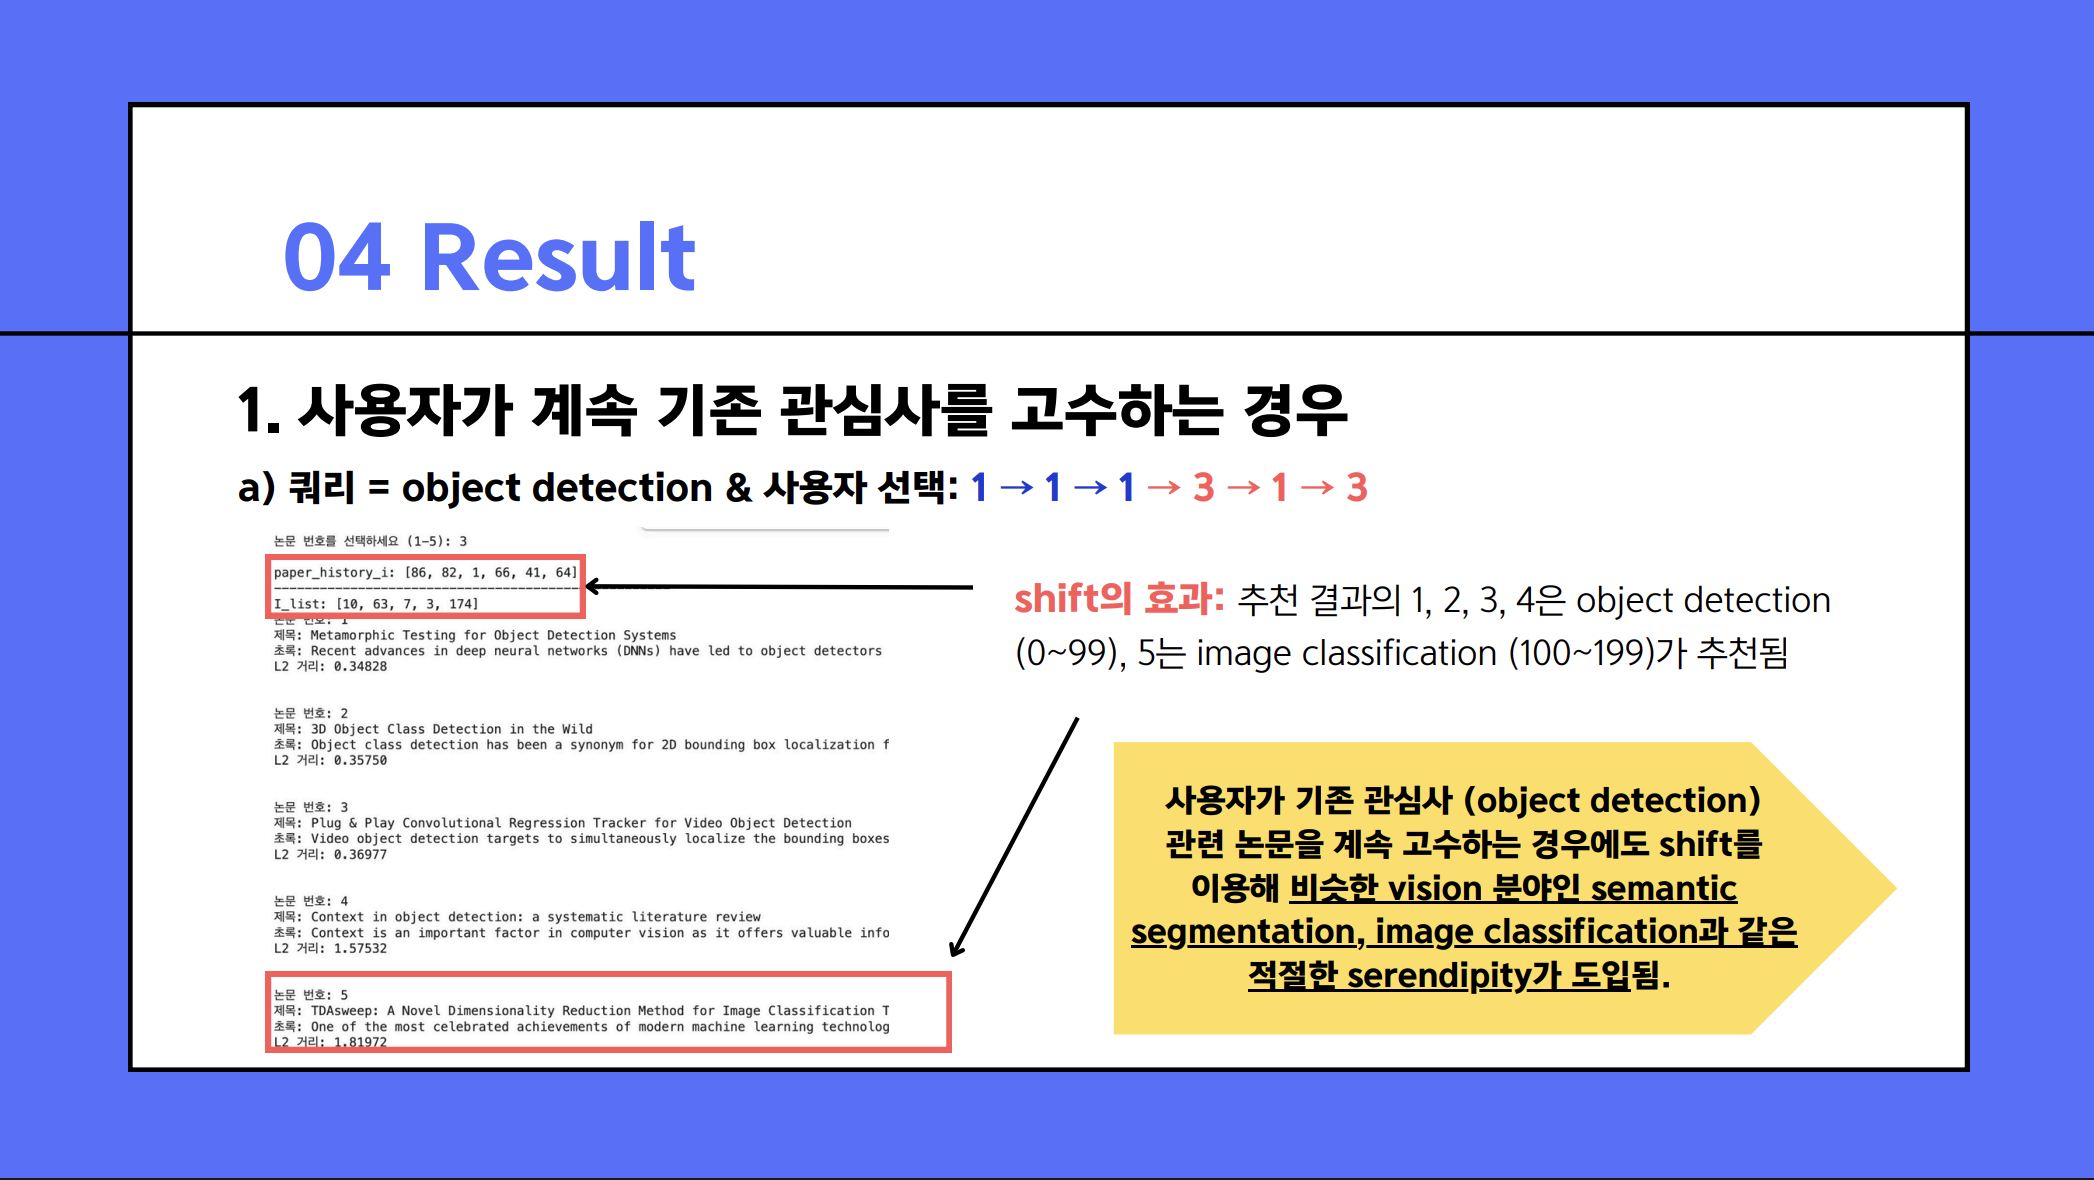 04 Result
1. 사용자가 계속 기존 관심사를 고수하는 경우
a) 쿼리 = object detection & 사용자 선택: 1 → 1 → 1 → 3 → 1 → 3
논문 번호를 선택하세요 (1-5): 3
paper_history_i: [86, 82, 1, 66, 41, 64]
I_list: [10, 63, 7, 3, 174]
논문 번호: 1
제목: Metamorphic Testing for Object Detection Systems
초록: Recent advances in deep neural networks (DNNs) have led to object detectors
L2 거리: 0.34828
논문 번호: 2
제목: 3D Object Class Detection in the Wild
초록: Object class detection has been a synonym for 2D bounding box localization f
L2 거리: 0.35750
논문 번호: 3
제목: Plug & Play Convolutional Regression Tracker for Video Object Detection
초록: Video object detection targets to simultaneously localize the bounding boxes
L2 거리: 0.36977
논문 번호: 4
제목: Context in object detection: a systematic literature review
초록: Context is an important factor in computer vision as it offers valuable info
L2 거리: 1.57532
논문 번호: 5
제목: TDAsweep: A Novel Dimensionality Reduction Method for Image Classification T
초록: One of the most celebrated achievements of modern machine learning technolog
L2 거리: 1.81972
shift의 효과: 추천 결과의 1, 2, 3, 4은 object detection
(0~99), 5는 image classification (100~199)가 추천됨
사용자가 기존 관심사 (object detection)
관련 논문을 계속 고수하는 경우에도 shift를
이용해 비슷한 vision 분야인 semantic
segmentation, image classification과 같은
적절한 serendipity가 도입됨.